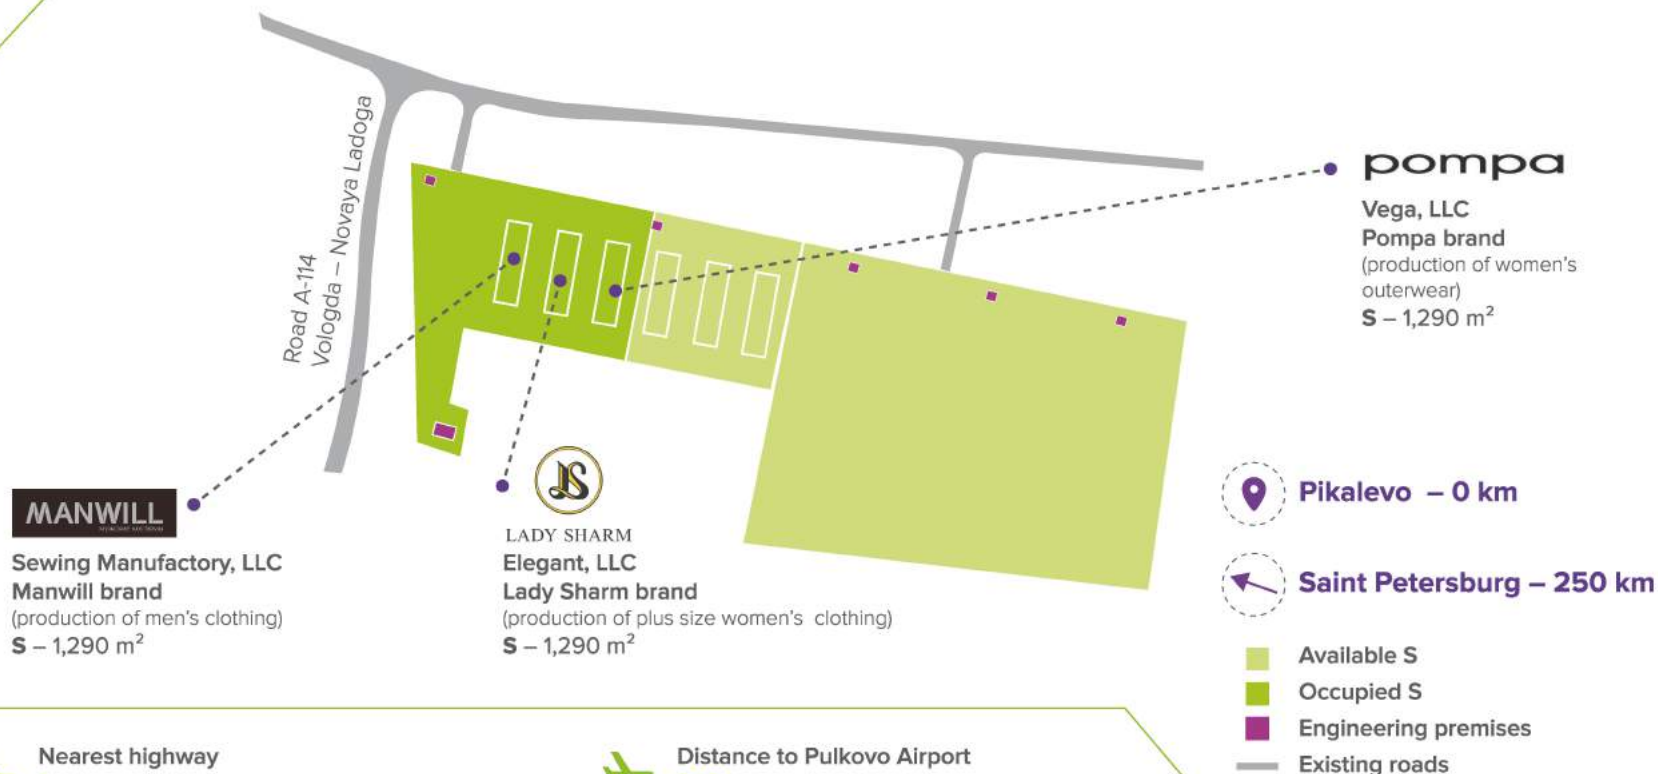 Road A-114
Vologda – Novaya Ladoga
pompa
Vega, LLC
Pompa brand
(production of women's
outerwear)
S – 1,290 m²
MANWILL
Sewing Manufactory, LLC
Manwill brand
(production of men's clothing)
S – 1,290 m²
LS
LADY SHARM
Elegant, LLC
Lady Sharm brand
(production of plus size women's clothing)
S – 1,290 m²
Pikalevo – 0 km
Saint Petersburg – 250 km
Available S
Occupied S
Engineering premises
Existing roads
Nearest highway
Distance to Pulkovo Airport